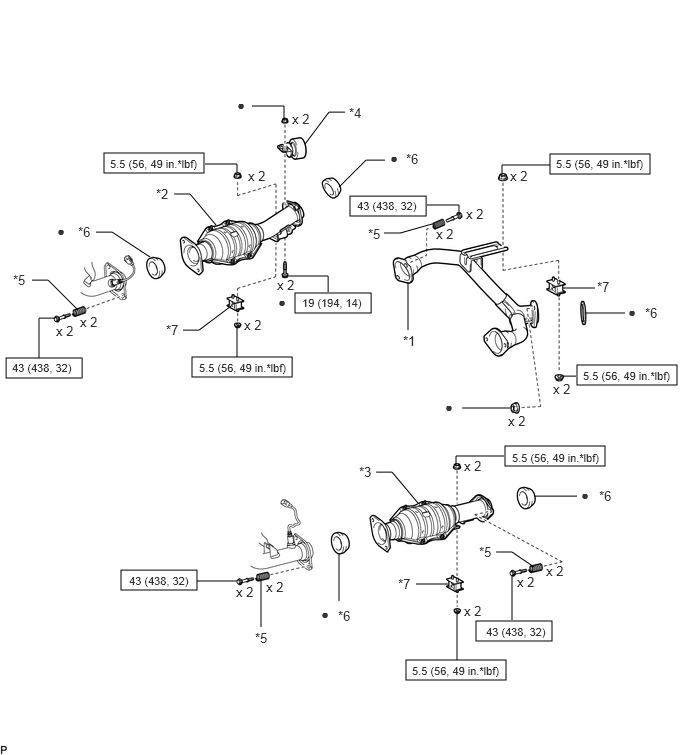 x 2
*4
5.5 (56, 49 in.*lbf)
x 2
*6
5.5 (56, 49 in.*lbf)
x 2
*2
43 (438, 32)
x 2
*5
x 2
*6
*5
x 2
x 2
43 (438, 32)
x 2
19 (194, 14)
*7
x 2
5.5 (56, 49 in.*lbf)
*7
*6
*1
5.5 (56, 49 in.*lbf)
x 2
x 2
*3
5.5 (56, 49 in.*lbf)
x 2
*6
43 (438, 32)
x 2
x 2
*5
*6
*5
x 2
x 2
*7
x 2
43 (438, 32)
5.5 (56, 49 in.*lbf)
P